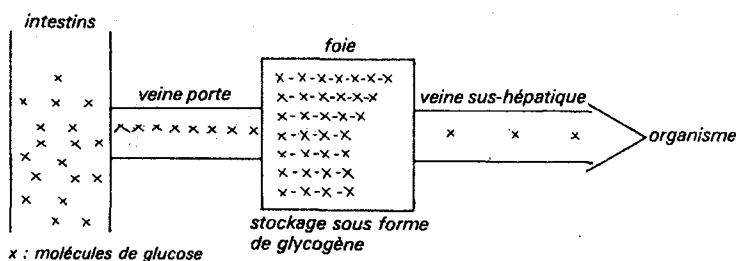 intestins
foie
veine porte
veine sus-hépatique
organisme
stockage sous forme
de glycogène
x : molécules de glucose